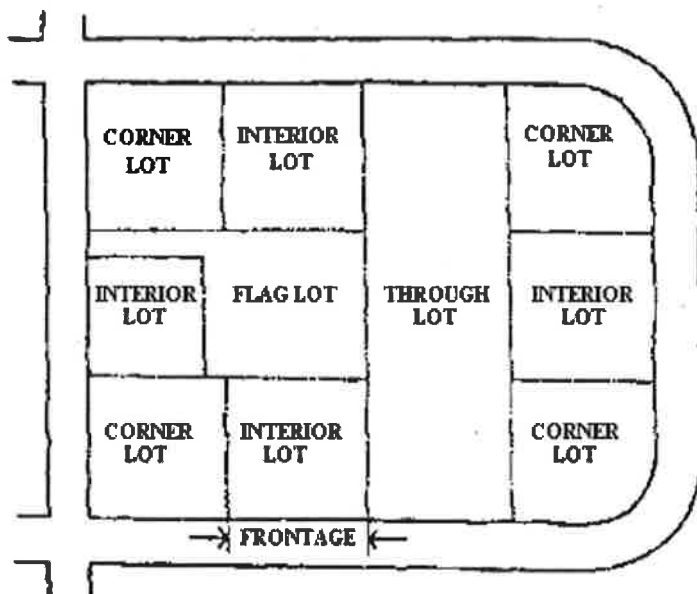 CORNER
LOT
INTERIOR
LOT
CORNER
LOT
INTERIOR
LOT
FLAG LOT
THROUGH
LOT
INTERIOR
LOT
CORNER
LOT
INTERIOR
LOT
CORNER
LOT
FRONTAGE